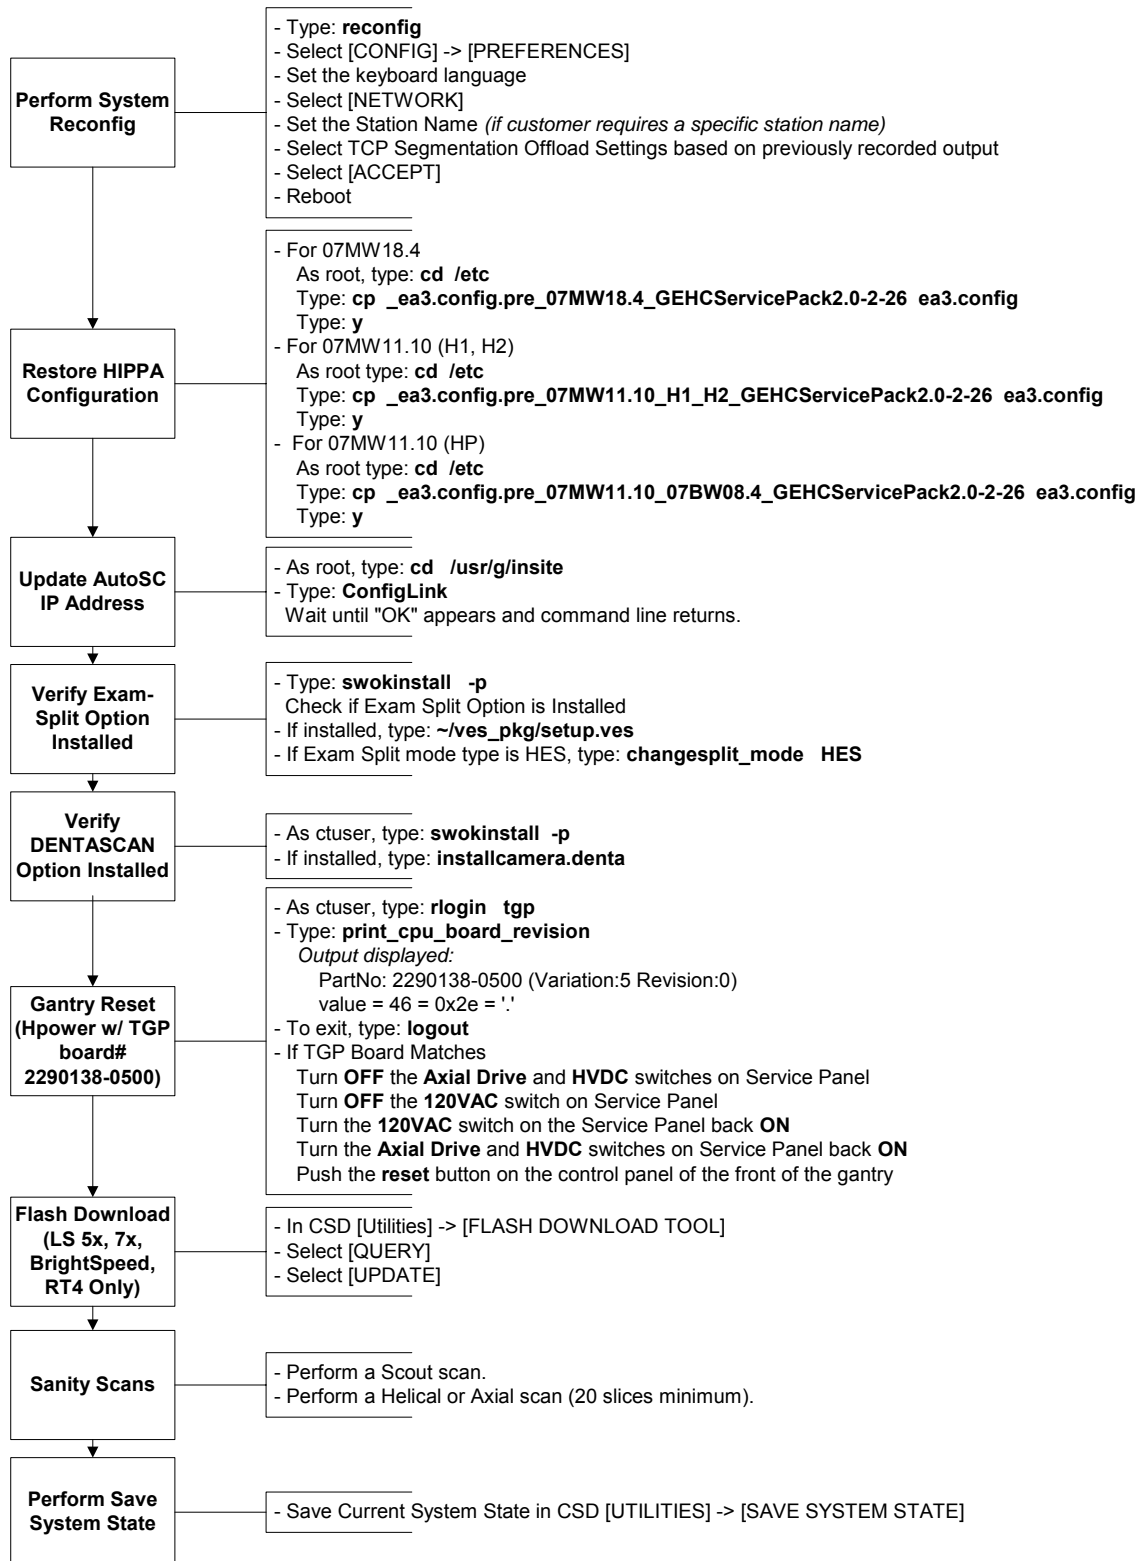 Perform System
Reconfig
- Type: reconfig
- Select [CONFIG] -> [PREFERENCES]
- Set the keyboard language
- Select [NETWORK]
- Set the Station Name (if customer requires a specific station name)
- Select TCP Segmentation Offload Settings based on previously recorded output
- Select [ACCEPT]
- Reboot
Restore HIPPA
Configuration
- For 07MW18.4
As root, type: cd /etc
Type: cp _ea3.config.pre_07MW18.4_GEHCServicePack2.0-2-26 ea3.config
Type: y
- For 07MW11.10 (H1, H2)
As root type: cd /etc
Type: cp _ea3.config.pre_07MW11.10_H1_H2_GEHCServicePack2.0-2-26 ea3.config
Type: y
- For 07MW11.10 (HP)
As root type: cd /etc
Type: cp _ea3.config.pre_07MW11.10_07BW08.4_GEHCServicePack2.0-2-26 ea3.config
Type: y
Update AutoSC
IP Address
- As root, type: cd /usr/g/insite
- Type: ConfigLink
Wait until "OK" appears and command line returns.
Verify Exam-
Split Option
Installed
- Type: swokinstall -p
Check if Exam Split Option is Installed
- If installed, type: ~/ves_pkg/setup.ves
- If Exam Split mode type is HES, type: changesplit_mode HES
Verify
DENTASCAN
Option Installed
- As ctuser, type: swokinstall -p
- If installed, type: installcamera.denta
Gantry Reset
(Hpower w/ TGP
board#
2290138-0500)
- As ctuser, type: rlogin tgp
- Type: print_cpu_board_revision
Output displayed:
PartNo: 2290138-0500 (Variation:5 Revision:0)
value = 46 = 0x2e = '.'
- To exit, type: logout
- If TGP Board Matches
Turn OFF the Axial Drive and HVDC switches on Service Panel
Turn OFF the 120VAC switch on Service Panel
Turn the 120VAC switch on the Service Panel back ON
Turn the Axial Drive and HVDC switches on Service Panel back ON
Push the reset button on the control panel of the front of the gantry
Flash Download
(LS 5x, 7x,
BrightSpeed,
RT4 Only)
- In CSD [Utilities] -> [FLASH DOWNLOAD TOOL]
- Select [QUERY]
- Select [UPDATE]
Sanity Scans
- Perform a Scout scan.
- Perform a Helical or Axial scan (20 slices minimum).
Perform Save
System State
- Save Current System State in CSD [UTILITIES] -> [SAVE SYSTEM STATE]